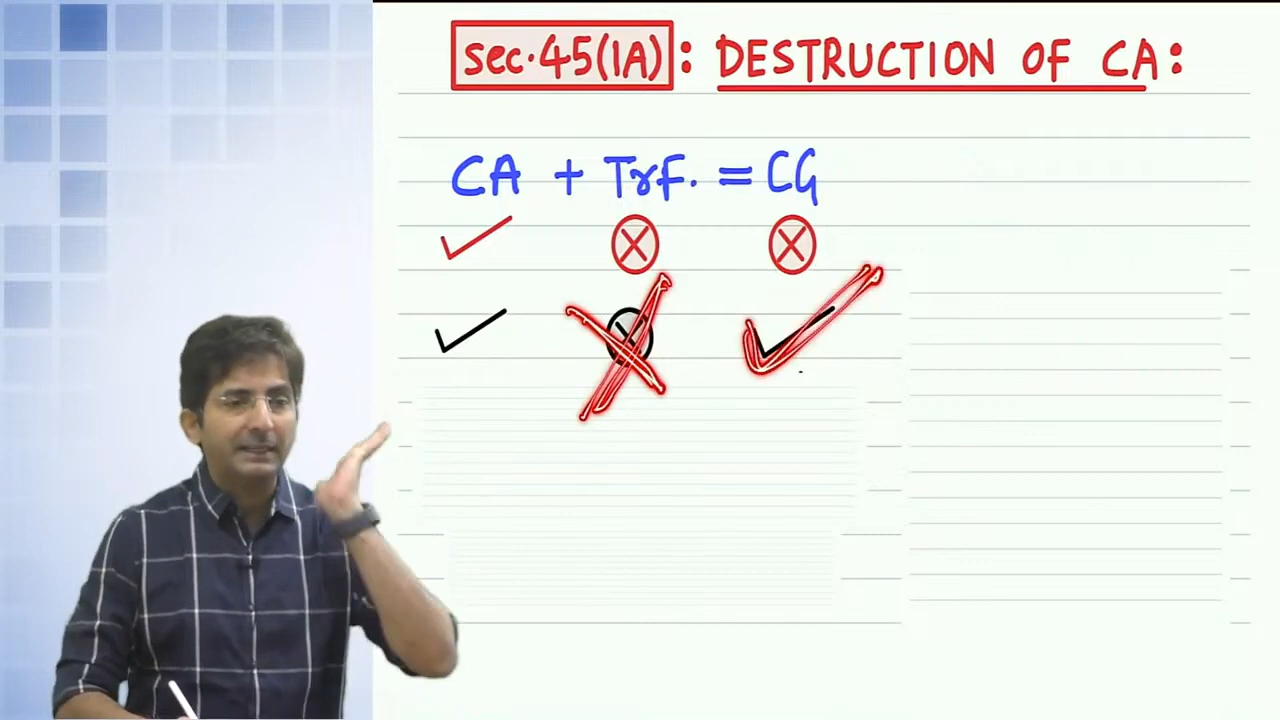 sec. 45(1A) : DESTRUCTION OF CA :
CA + Trf. = CG
✓ ⓧ ⓧ
✓ ⓧ ✓